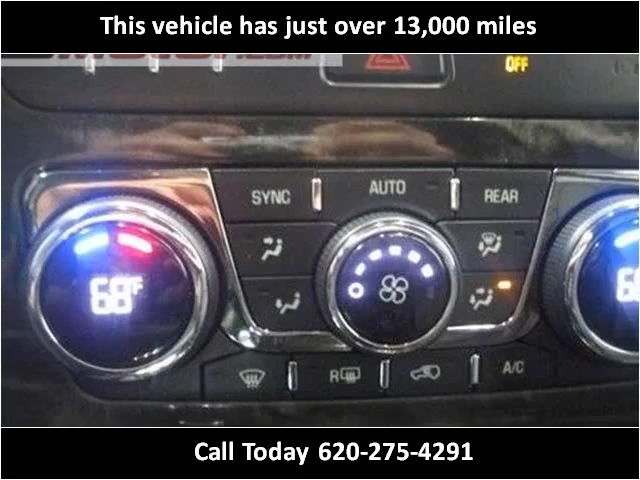 This vehicle has just over 13,000 miles
OFF
SYNC
AUTO
REAR
68°F
R
A/C
Call Today 620-275-4291